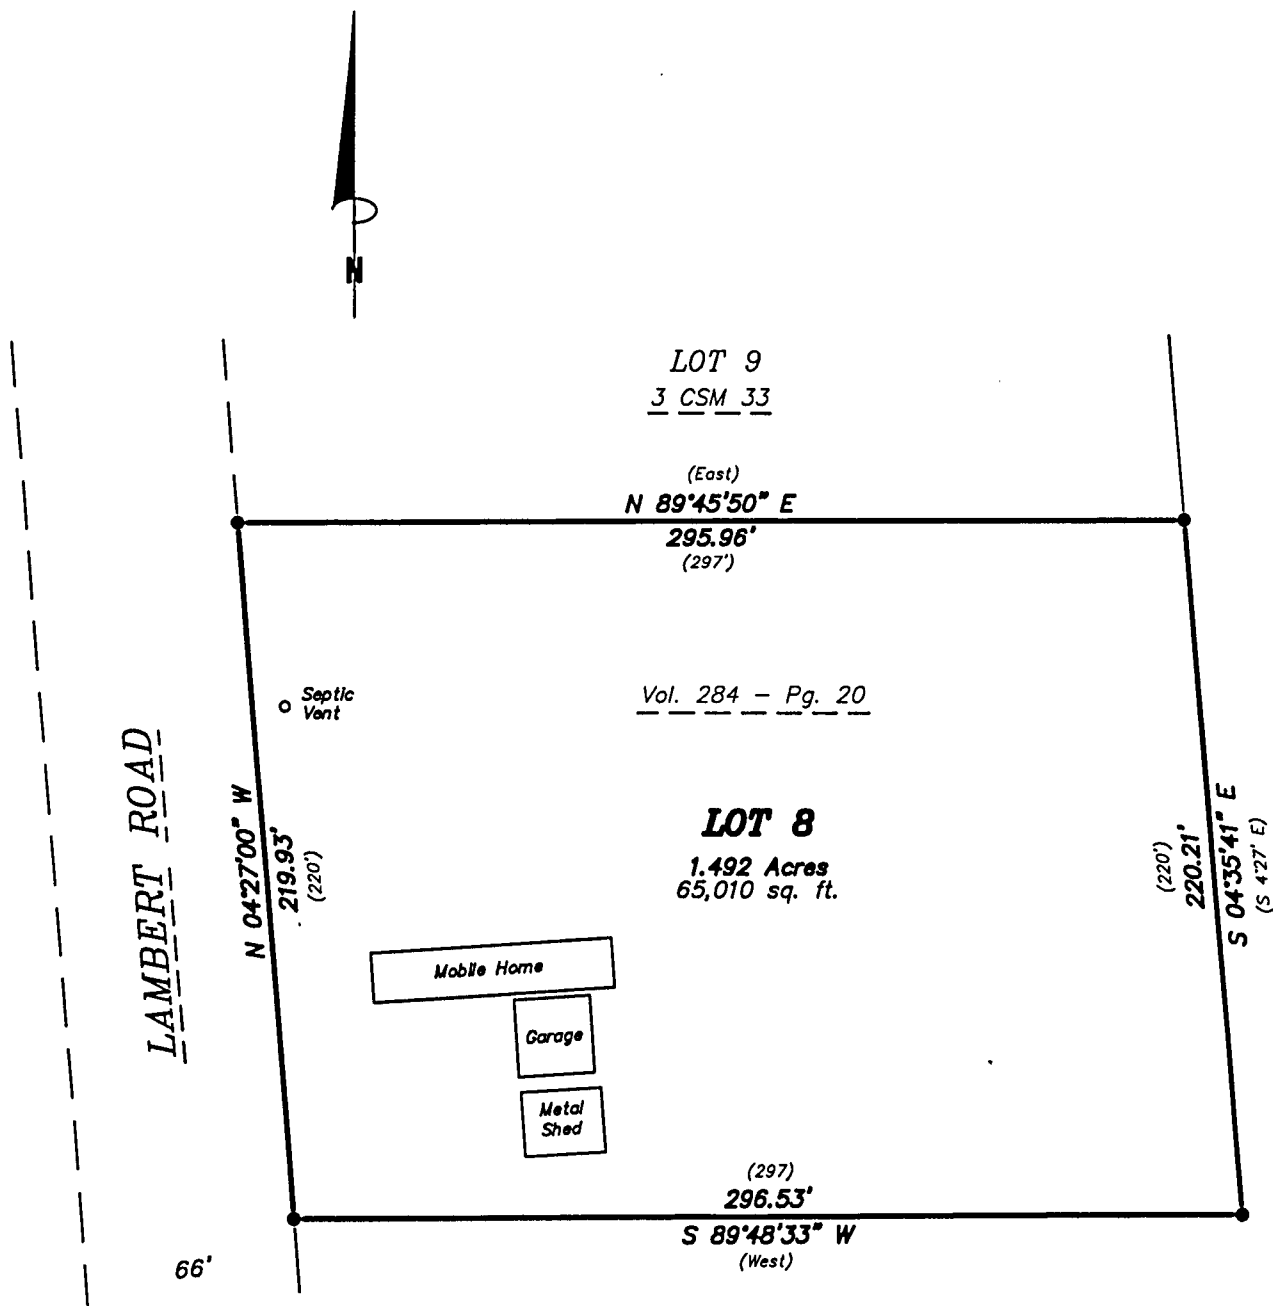 N
LOT 9
3 CSM 33
(East)
N 89°45'50" E
295.96'
(297')
Septic
Vent
Vol. 284 - Pg. 20
LAMBERT ROAD
N 04°27'00" W
219.93'
(220')
LOT 8
1.492 Acres
65,010 sq. ft.
(220')
220.21'
S 04°35'41" E
(S 4°27' E)
Mobile Home
Garage
Metal
Shed
(297)
296.53'
S 89°48'33" W
(West)
66'